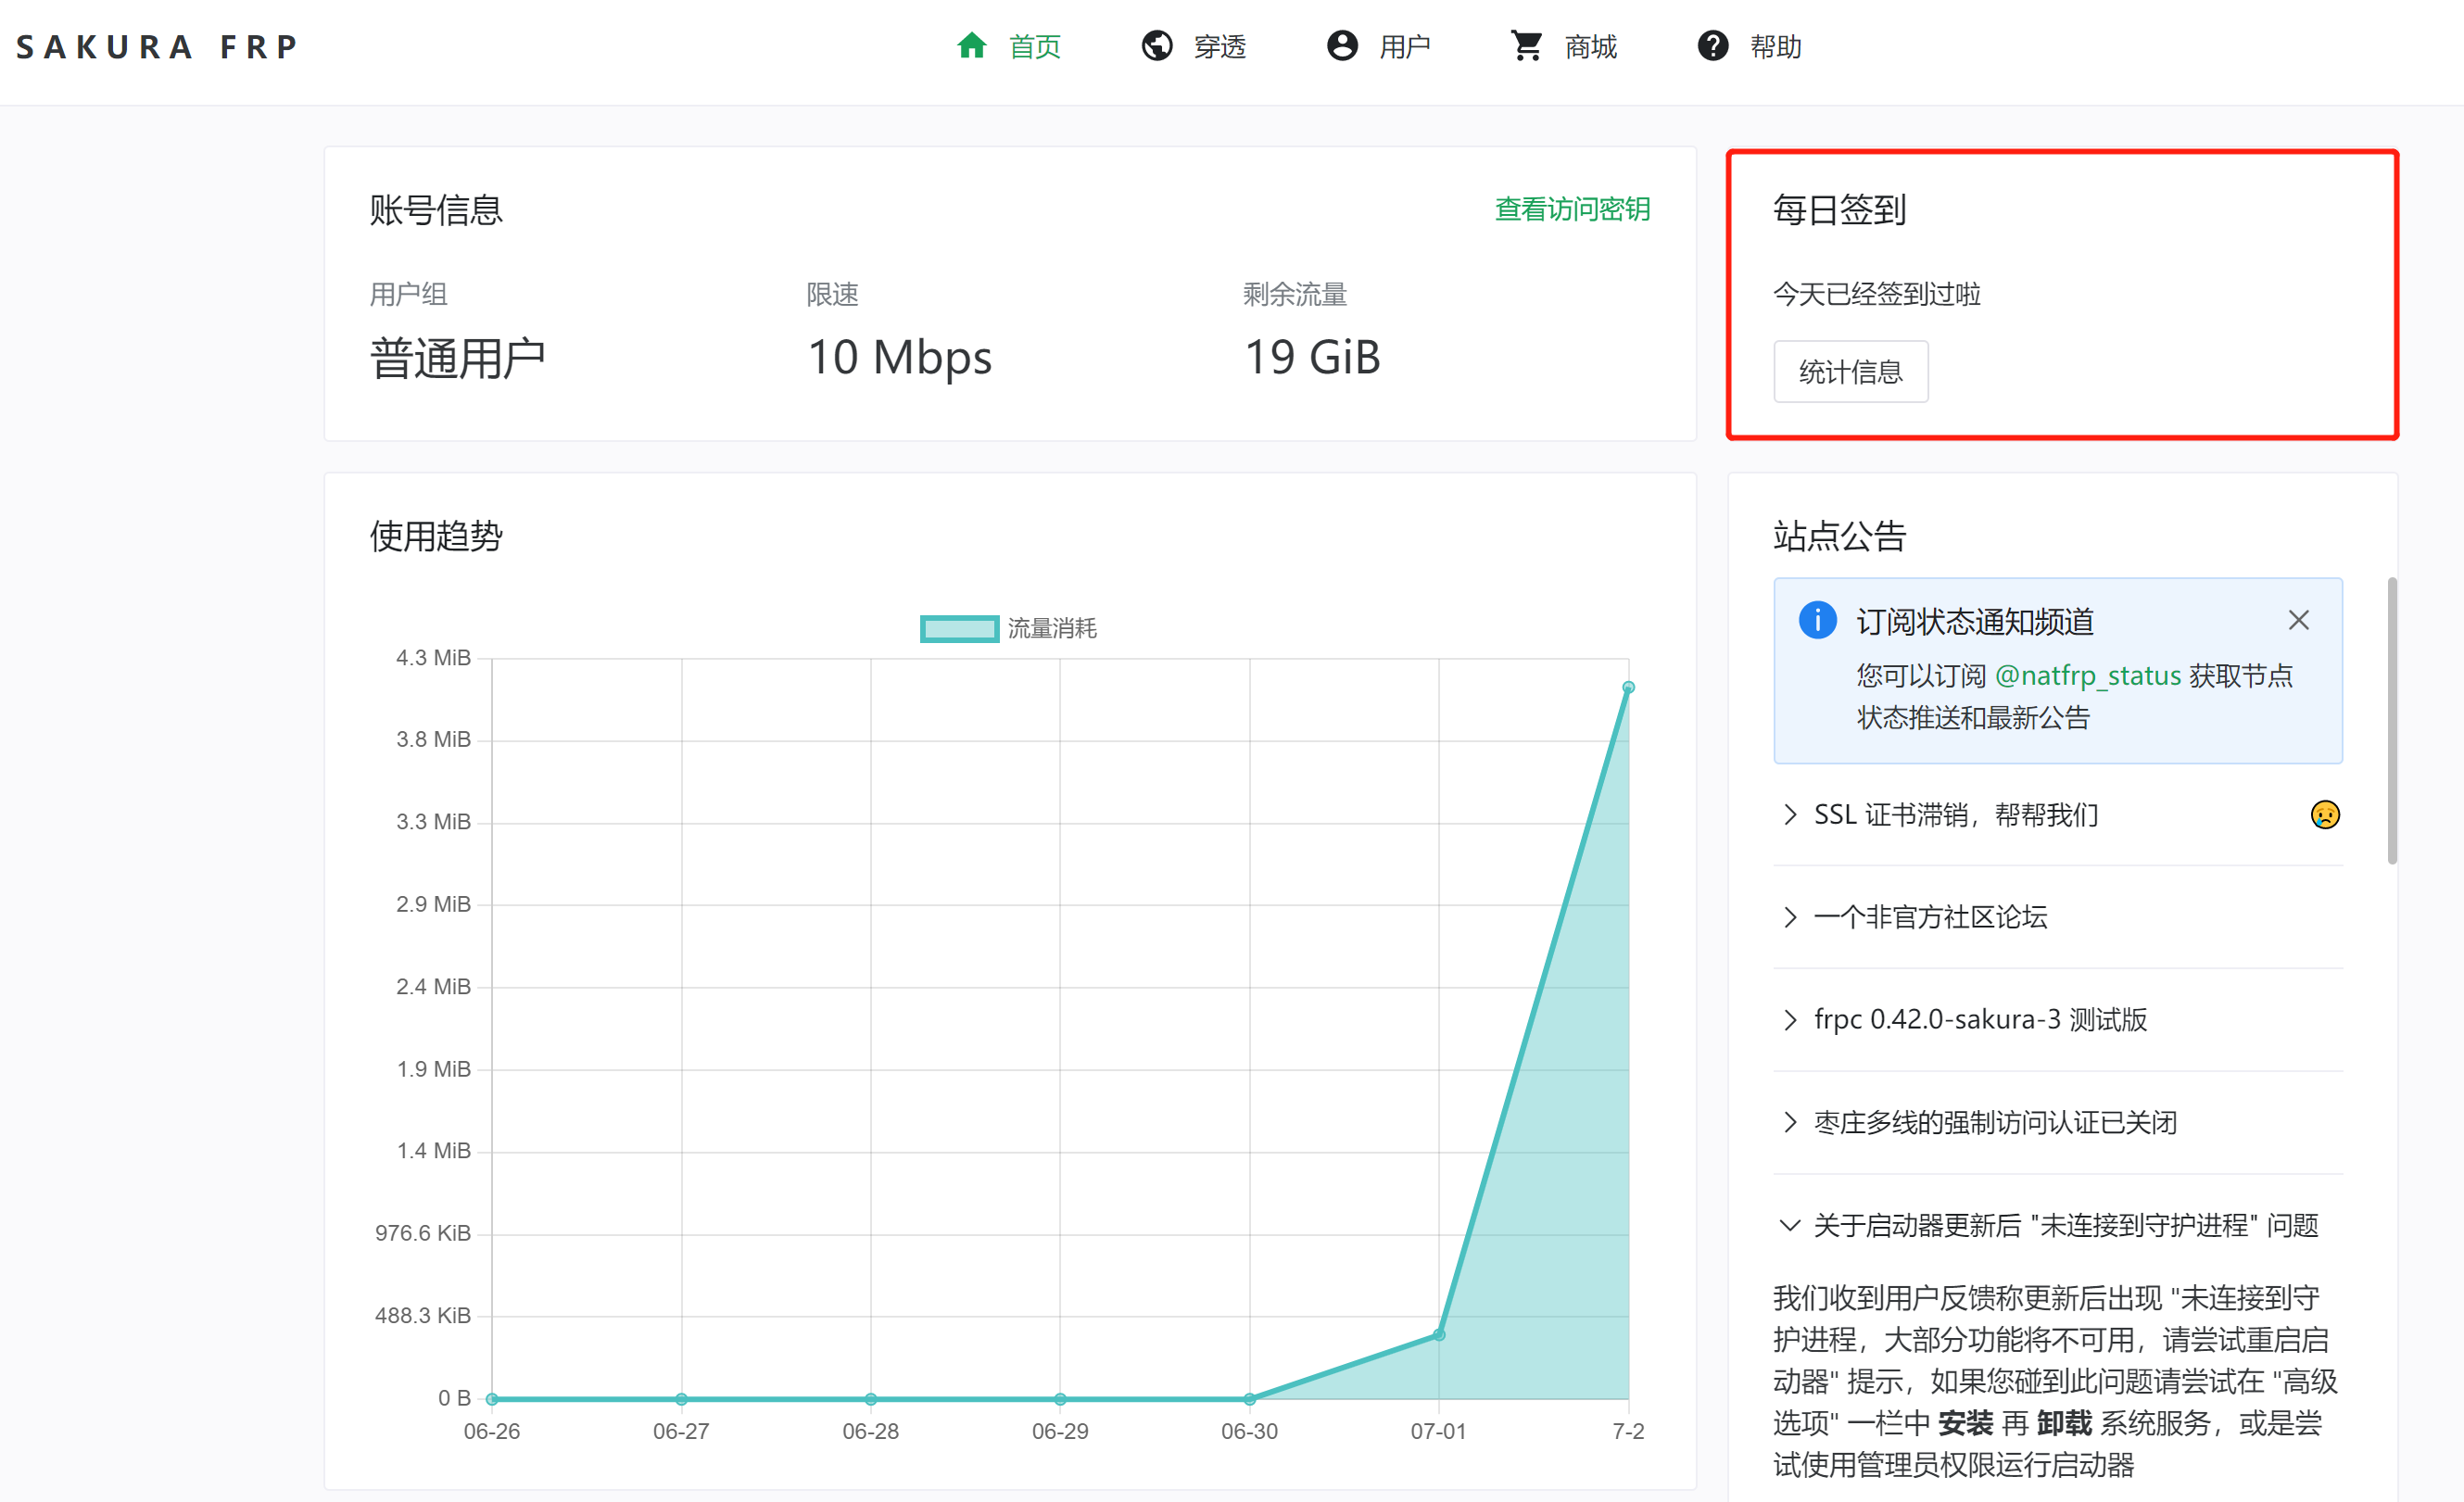 SAKURA FRP
首页
穿透
用户
商城
帮助
账号信息
查看访问密钥
用户组
限速
剩余流量
普通用户
10 Mbps
19 GiB
每日签到
今天已经签到过啦
统计信息
使用趋势
流量消耗
4.3 MiB
3.8 MiB
3.3 MiB
2.9 MiB
2.4 MiB
1.9 MiB
1.4 MiB
976.6 KiB
488.3 KiB
0 B
06-26
06-27
06-28
06-29
06-30
07-01
7-2
站点公告
订阅状态通知频道
您可以订阅 @natfrp_status 获取节点
状态推送和最新公告
SSL 证书滞销，帮帮我们
一个非官方社区论坛
frpc 0.42.0-sakura-3 测试版
枣庄多线的强制访问认证已关闭
关于启动器更新后 "未连接到守护进程" 问题
我们收到用户反馈称更新后出现 "未连接到守
护进程，大部分功能将不可用，请尝试重启启
动器" 提示，如果您碰到此问题请尝试在 "高级
选项" 一栏中 安装 再 卸载 系统服务，或是尝
试使用管理员权限运行启动器